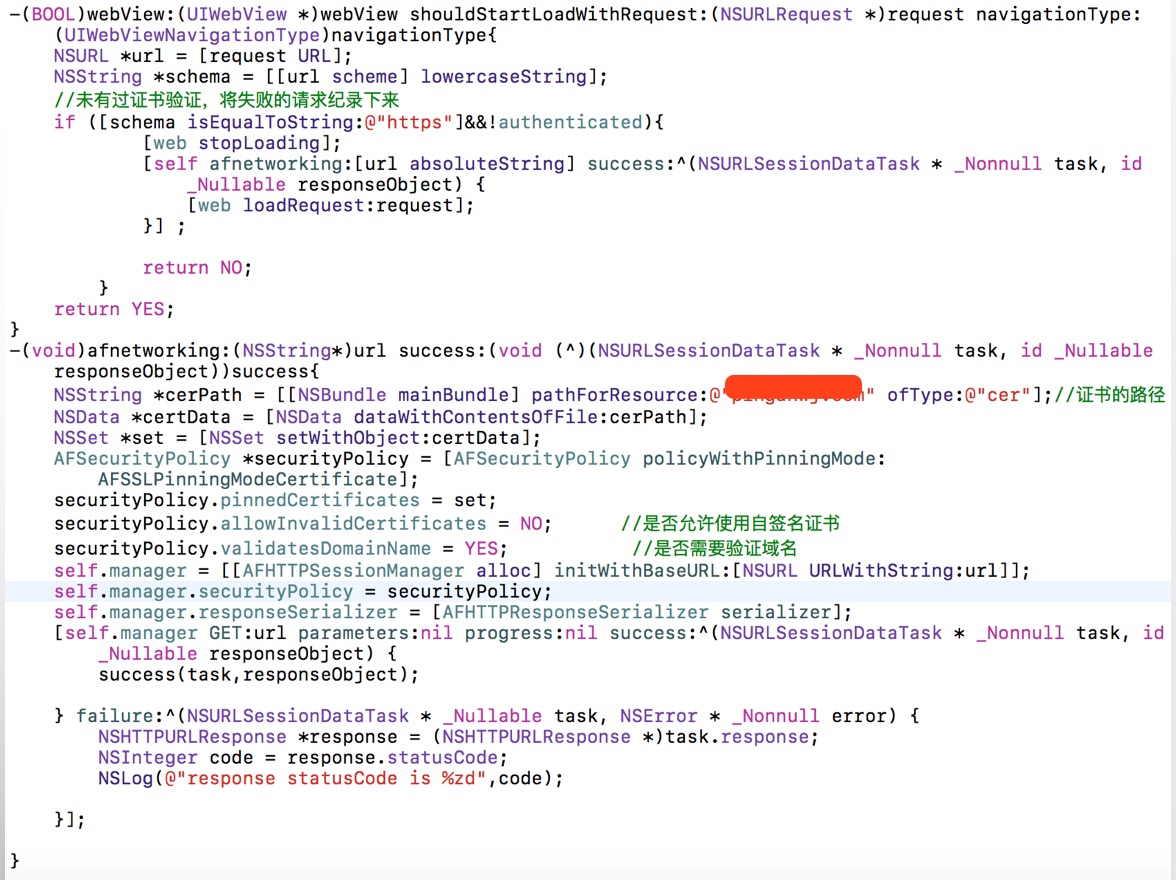 -(BOOL)webView:(UIWebView *)webView shouldStartLoadWithRequest:(NSURLRequest *)request navigationType:
(UIWebViewNavigationType)navigationType{
NSURL *url = [request URL];
NSString *schema = [[url scheme] lowercaseString];
//未有过证书验证，将失败的请求纪录下来
if ([schema isEqualToString:@"https"]&&!authenticated){
[web stopLoading];
[self afnetworking:[url absoluteString] success:^(NSURLSessionDataTask * _Nonnull task, id
_Nullable responseObject) {
[web loadRequest:request];
}] ;
return NO;
}
return YES;
}
-(void)afnetworking:(NSString*)url success:(void (^)(NSURLSessionDataTask * _Nonnull task, id _Nullable
responseObject))success{
NSString *cerPath = [[NSBundle mainBundle] pathForResource:@" " ofType:@"cer"];//证书的路径
NSData *certData = [NSData dataWithContentsOfFile:cerPath];
NSSet *set = [NSSet setWithObject:certData];
AFSecurityPolicy *securityPolicy = [AFSecurityPolicy policyWithPinningMode:
AFSSLPinningModeCertificate];
securityPolicy.pinnedCertificates = set;
securityPolicy.allowInvalidCertificates = NO; //是否允许使用自签名证书
securityPolicy.validatesDomainName = YES; //是否需要验证域名
self.manager = [[AFHTTPSessionManager alloc] initWithBaseURL:[NSURL URLWithString:url]];
self.manager.securityPolicy = securityPolicy;
self.manager.responseSerializer = [AFHTTPResponseSerializer serializer];
[self.manager GET:url parameters:nil progress:nil success:^(NSURLSessionDataTask * _Nonnull task, id
_Nullable responseObject) {
success(task,responseObject);
} failure:^(NSURLSessionDataTask * _Nullable task, NSError * _Nonnull error) {
NSHTTPURLResponse *response = (NSHTTPURLResponse *)task.response;
NSInteger code = response.statusCode;
NSLog(@"response statusCode is %zd",code);
}];
}